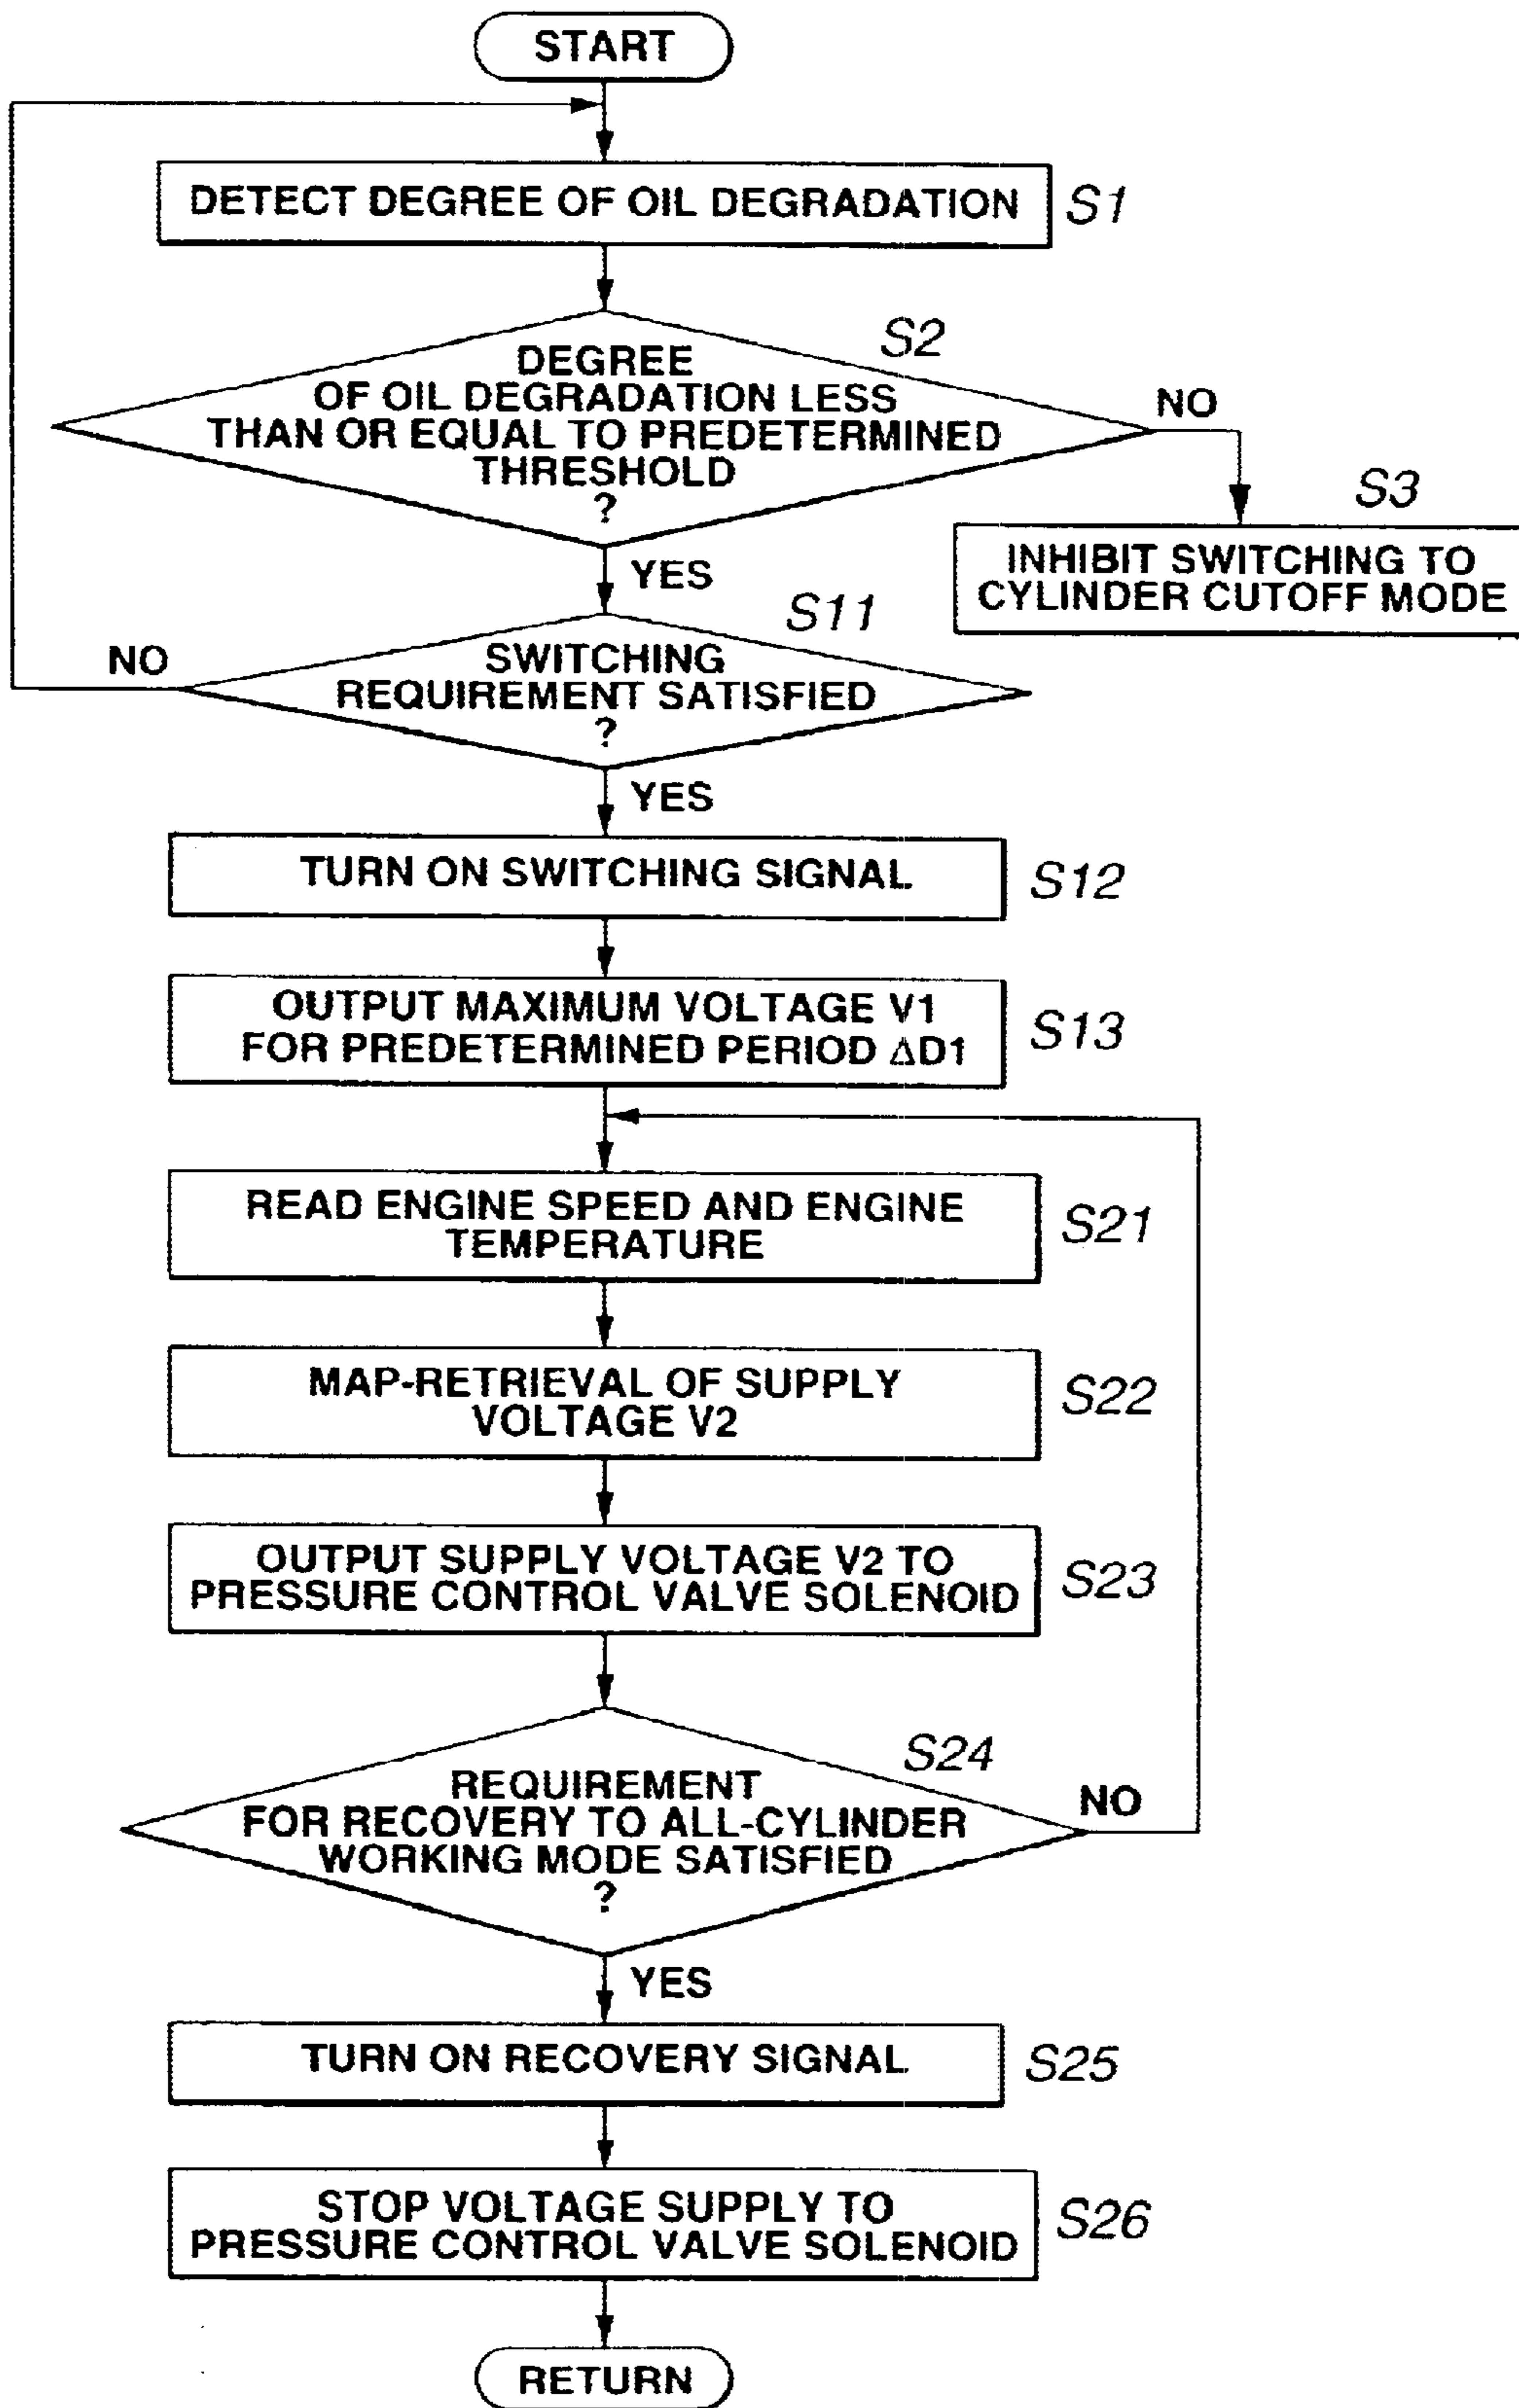 START
DETECT DEGREE OF OIL DEGRADATION
S1
S2
DEGREE
OF OIL DEGRADATION LESS
THAN OR EQUAL TO PREDETERMINED
THRESHOLD
?
NO
YES
S3
INHIBIT SWITCHING TO
CYLINDER CUTOFF MODE
S11
SWITCHING
REQUIREMENT SATISFIED
?
NO
YES
TURN ON SWITCHING SIGNAL
S12
OUTPUT MAXIMUM VOLTAGE V1
FOR PREDETERMINED PERIOD ΔD1
S13
READ ENGINE SPEED AND ENGINE
TEMPERATURE
S21
MAP-RETRIEVAL OF SUPPLY
VOLTAGE V2
S22
OUTPUT SUPPLY VOLTAGE V2 TO
PRESSURE CONTROL VALVE SOLENOID
S23
S24
REQUIREMENT
FOR RECOVERY TO ALL-CYLINDER
WORKING MODE SATISFIED
?
NO
YES
TURN ON RECOVERY SIGNAL
S25
STOP VOLTAGE SUPPLY TO
PRESSURE CONTROL VALVE SOLENOID
S26
RETURN